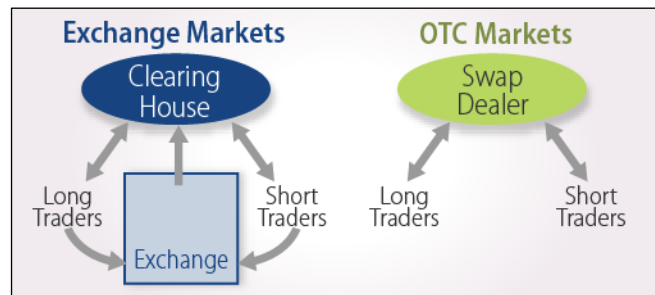 Exchange Markets
Clearing
House
Long
Traders
Short
Traders
Exchange
OTC Markets
Swap
Dealer
Long
Traders
Short
Traders